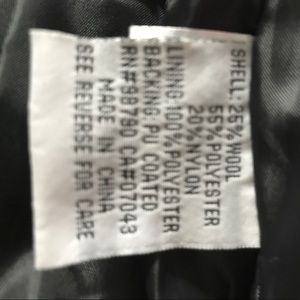 SHELL: 25% WOOL
55% POLYESTER
20% NYLON
LINING: 100% POLYESTER
BACKING PU COATED
RN#98780 CA#07043
MADE IN CHINA
SEE REVERSE FOR CARE